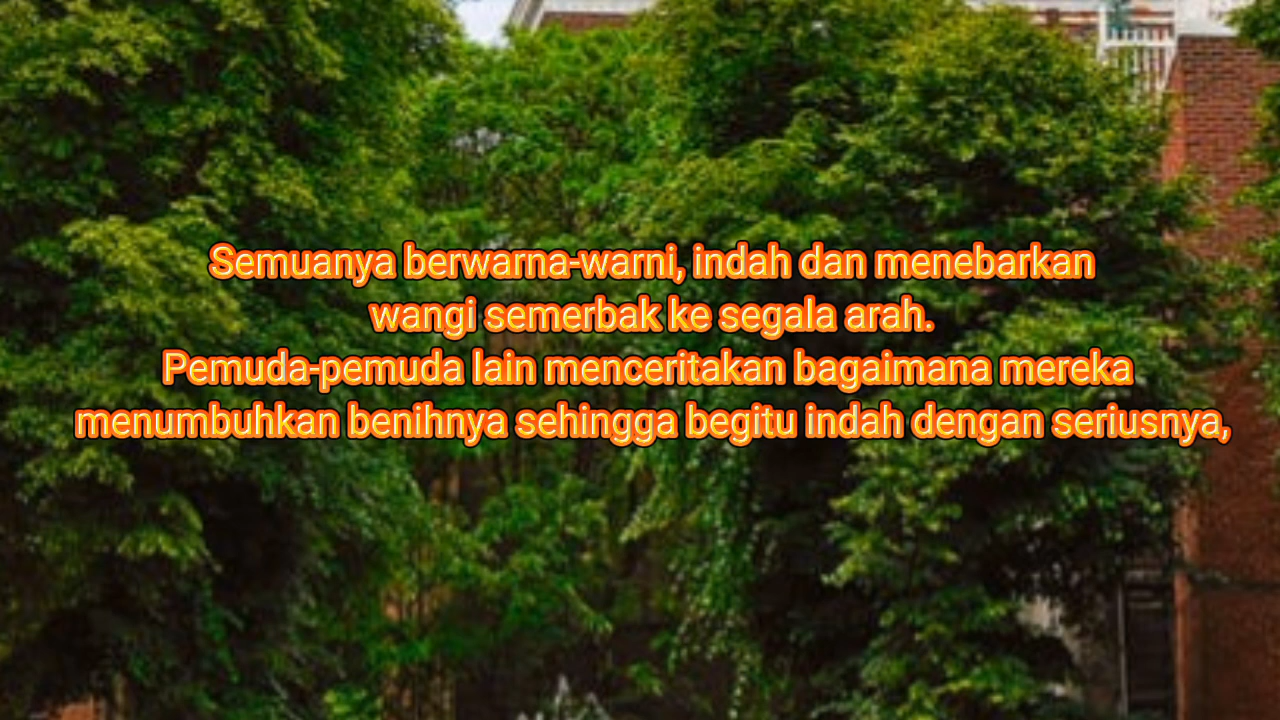 Semuanya berwarna-warni, indah dan menebarkan
wangi semerbak ke segala arah.
Pemuda-pemuda lain menceritakan bagaimana mereka
menumbuhkan benihnya sehingga begitu indah dengan seriusnya,